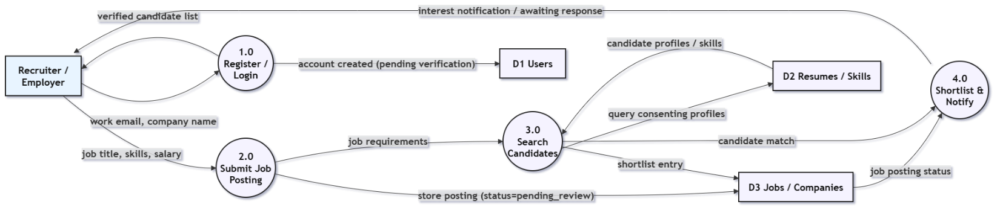 interest notification / awaiting response
verified candidate list
Recruiter /
Employer
1.0
Register /
Login
account created (pending verification)
D1 Users
candidate profiles / skills
D2 Resumes / Skills
4.0
Shortlist &
Notify
query consenting profiles
work email, company name
job title, skills, salary
2.0
Submit Job
Posting
job requirements
3.0
Search
Candidates
candidate match
shortlist entry
job posting status
D3 Jobs / Companies
store posting (status=pending_review)